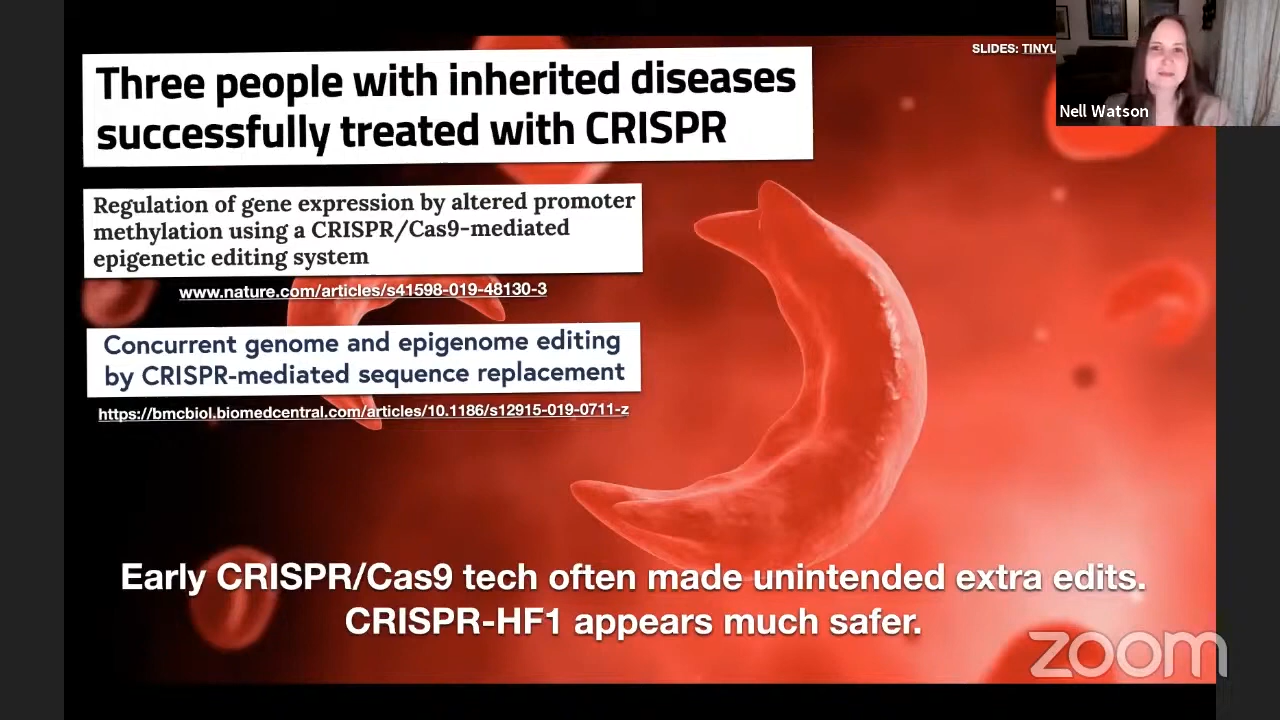 SLIDES: TINYU
Nell Watson
Three people with inherited diseases
successfully treated with CRISPR
Regulation of gene expression by altered promoter
methylation using a CRISPR/Cas9-mediated
epigenetic editing system
www.nature.com/articles/s41598-019-48130-3
Concurrent genome and epigenome editing
by CRISPR-mediated sequence replacement
https://bmcbiol.biomedcentral.com/articles/10.1186/s12915-019-0711-z
Early CRISPR/Cas9 tech often made unintended extra edits.
CRISPR-HF1 appears much safer.
zoom